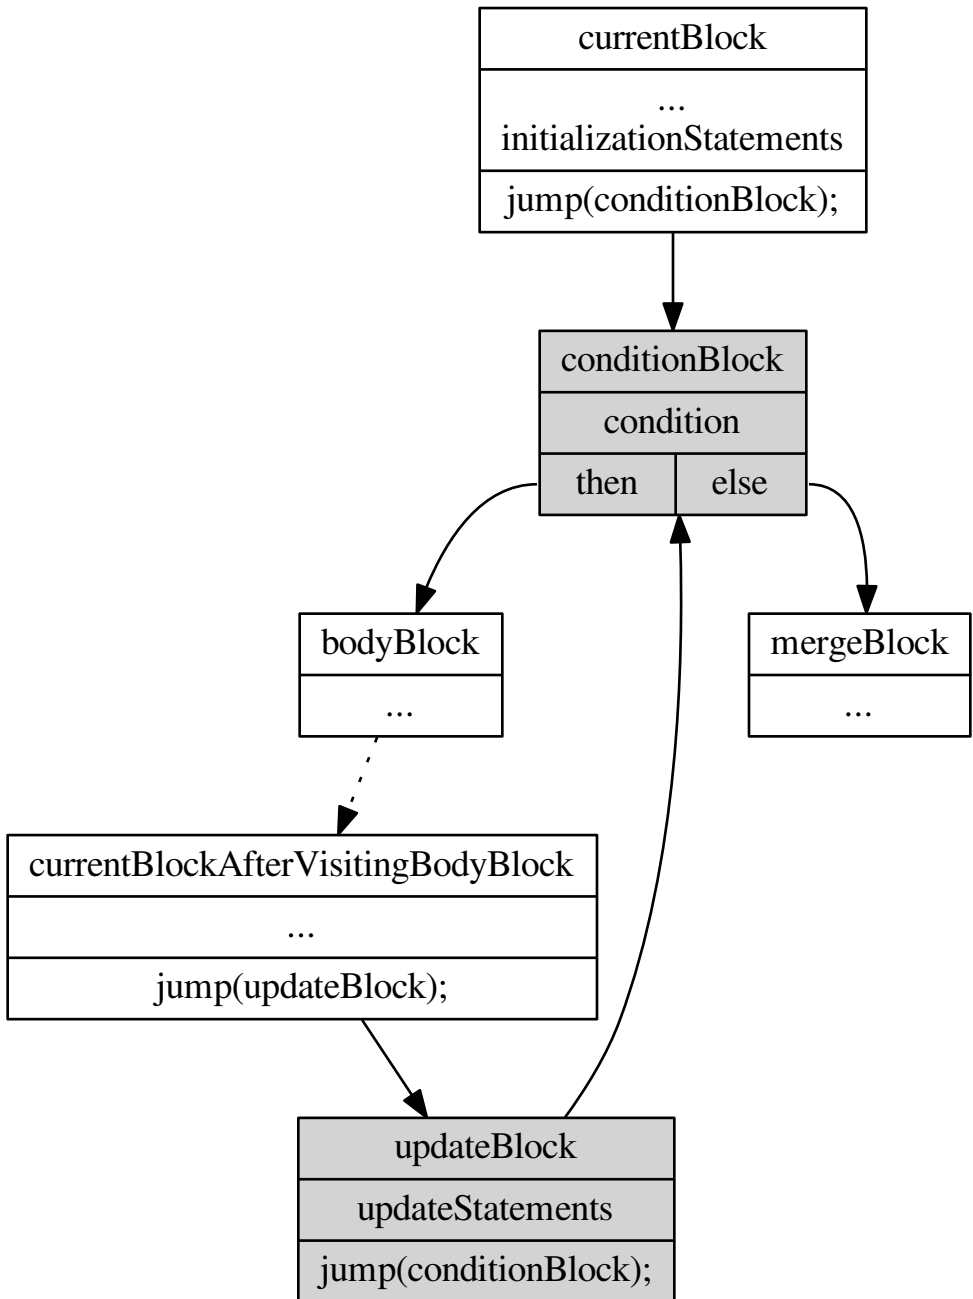 currentBlock
...
initializationStatements
jump(conditionBlock);
conditionBlock
condition
then else
bodyBlock
...
mergeBlock
...
currentBlockAfterVisitingBodyBlock
...
jump(updateBlock);
updateBlock
updateStatements
jump(conditionBlock);